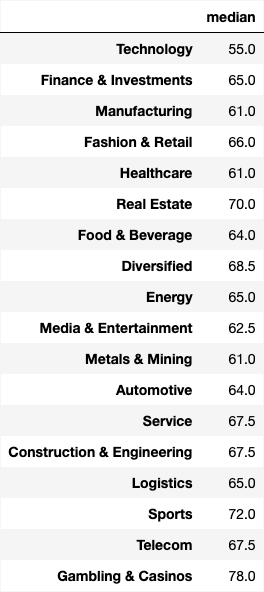 median
Technology 55.0
Finance & Investments 65.0
Manufacturing 61.0
Fashion & Retail 66.0
Healthcare 61.0
Real Estate 70.0
Food & Beverage 64.0
Diversified 68.5
Energy 65.0
Media & Entertainment 62.5
Metals & Mining 61.0
Automotive 64.0
Service 67.5
Construction & Engineering 67.5
Logistics 65.0
Sports 72.0
Telecom 67.5
Gambling & Casinos 78.0